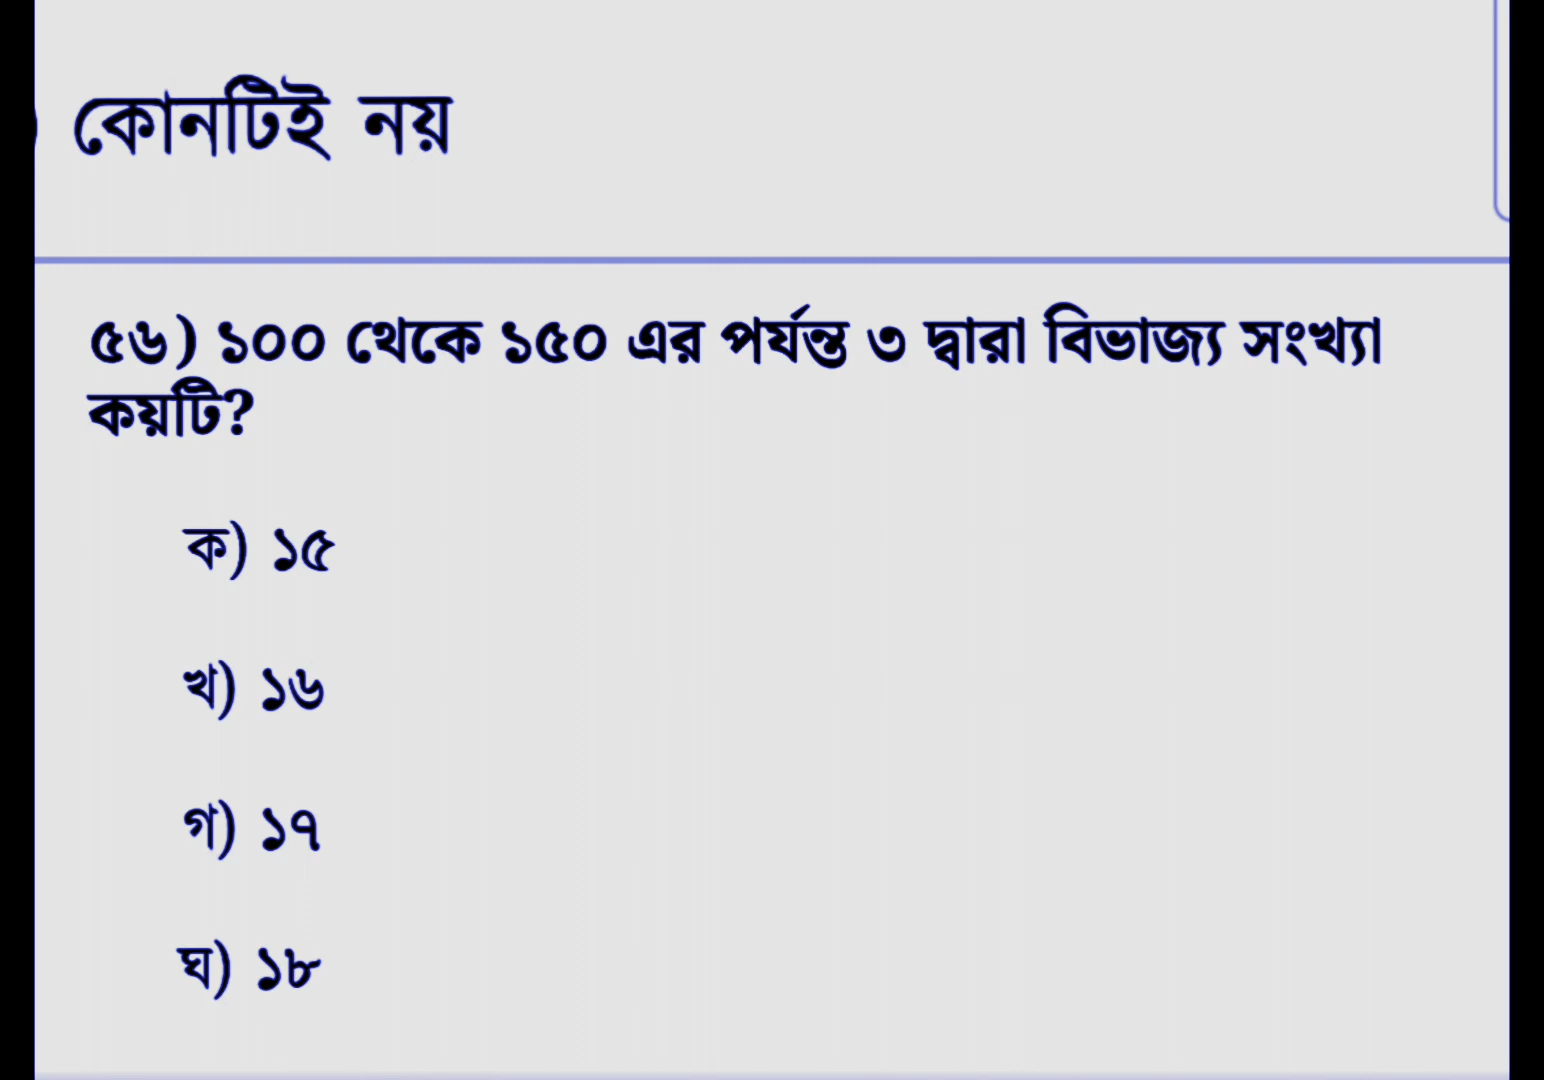 ) কোনটিই নয়
৫৬) ১০০ থেকে ১৫০ এর পর্যন্ত ৩ দ্বারা বিভাজ্য সংখ্যা
কয়টি?
ক) ১৫
খ) ১৬
গ) ১৭
ঘ) ১৮